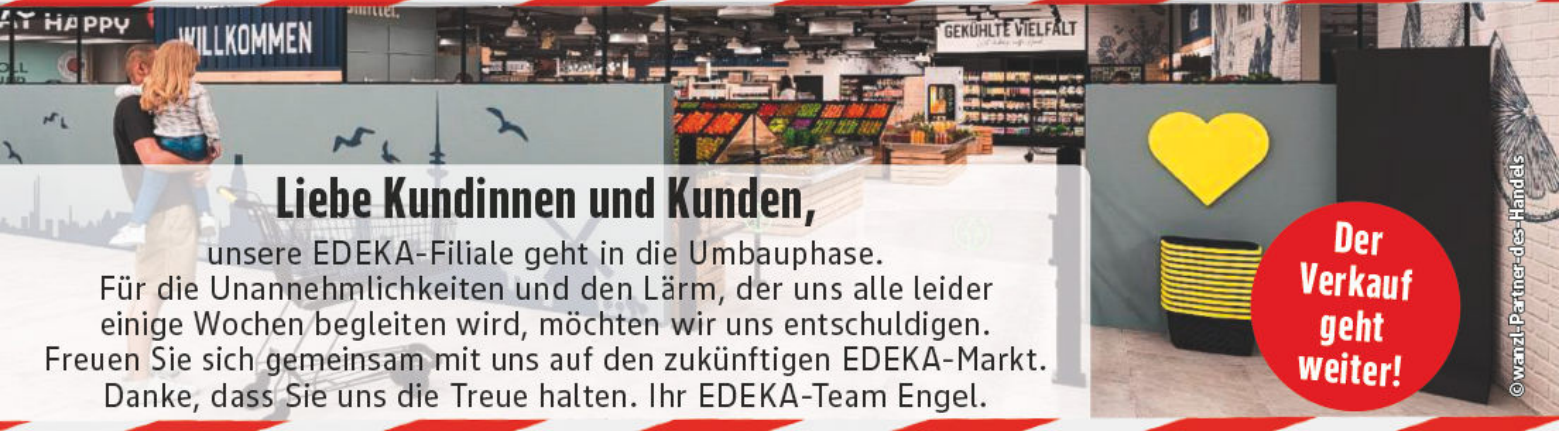 AY HAPPY
WILLKOMMEN
GEKÜHLTE VIELFALT
Liebe Kundinnen und Kunden,
unsere EDEKA-Filiale geht in die Umbauphase.
Für die Unannehmlichkeiten und den Lärm, der uns alle leider
einige Wochen begleiten wird, möchten wir uns entschuldigen.
Freuen Sie sich gemeinsam mit uns auf den zukünftigen EDEKA-Markt.
Danke, dass Sie uns die Treue halten. Ihr EDEKA-Team Engel.
Der
Verkauf
geht
weiter!
©wanzl-Partner-des-Handels